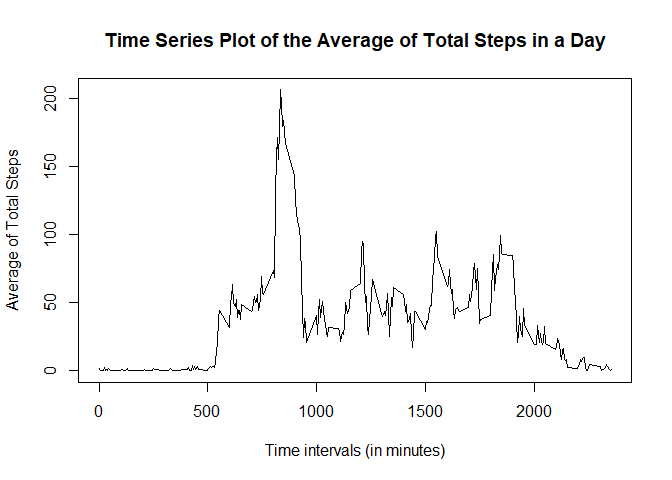 Time Series Plot of the Average of Total Steps in a Day
Average of Total Steps
200
150
100
50
0
0 500 1000 1500 2000
Time intervals (in minutes)